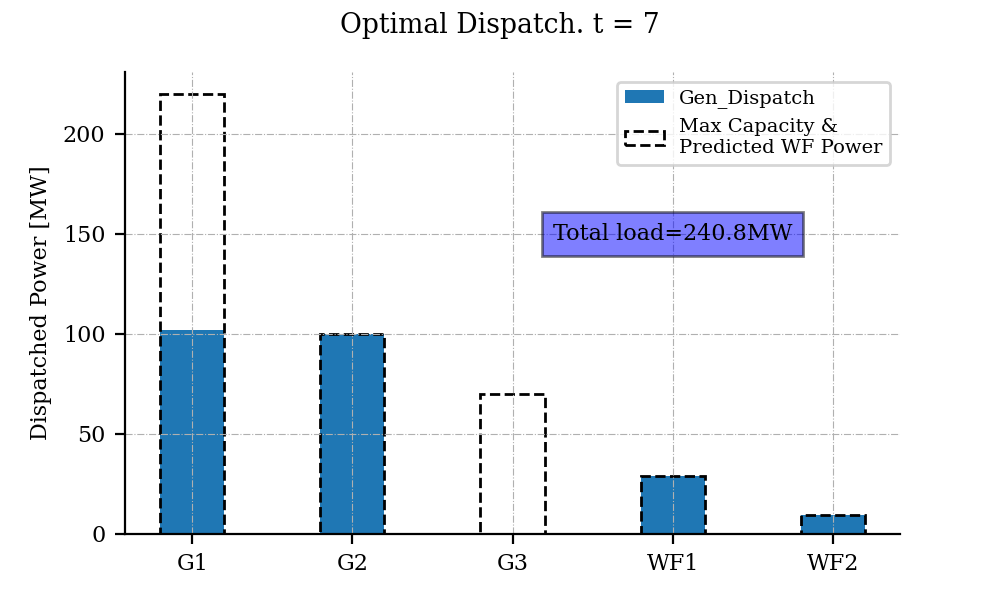 Optimal Dispatch. t = 7
Gen_Dispatch
Max Capacity &
Predicted WF Power
Total load=240.8MW
Dispatched Power [MW]
200
150
100
50
0
G1
G2
G3
WF1
WF2